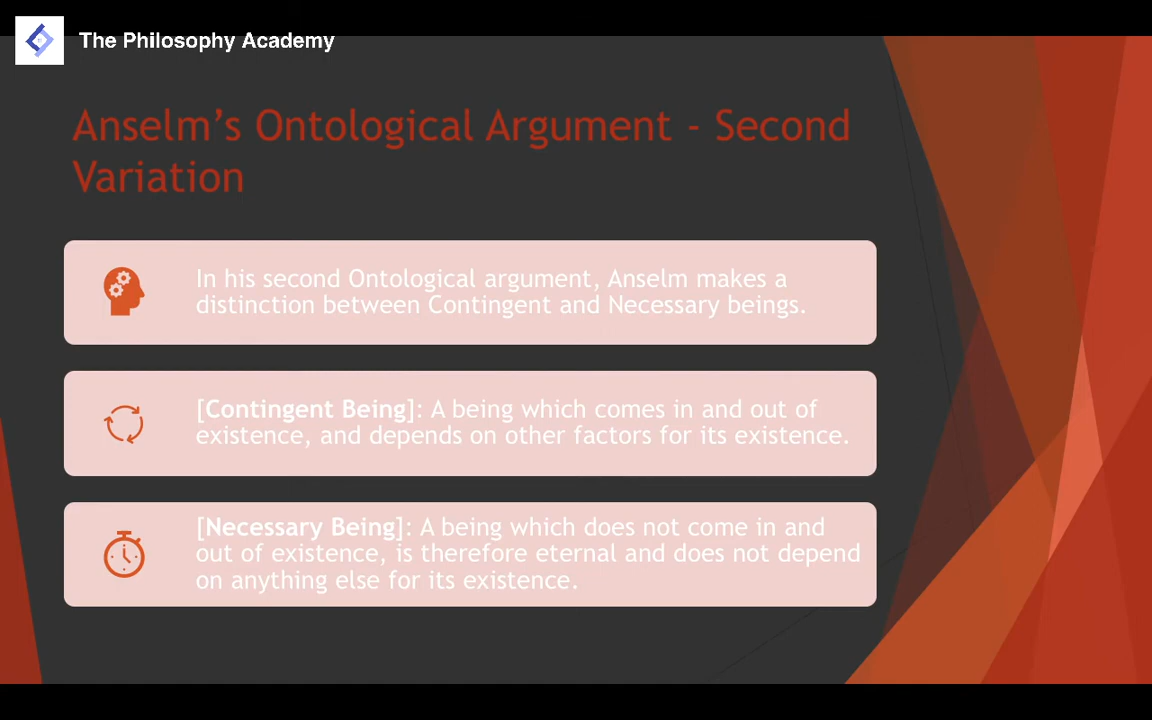 The Philosophy Academy
Anselm’s Ontological Argument - Second
Variation
In his second Ontological argument, Anselm makes a
distinction between Contingent and Necessary beings.
[Contingent Being]: A being which comes in and out of
existence, and depends on other factors for its existence.
[Necessary Being]: A being which does not come in and
out of existence, is therefore eternal and does not depend
on anything else for its existence.